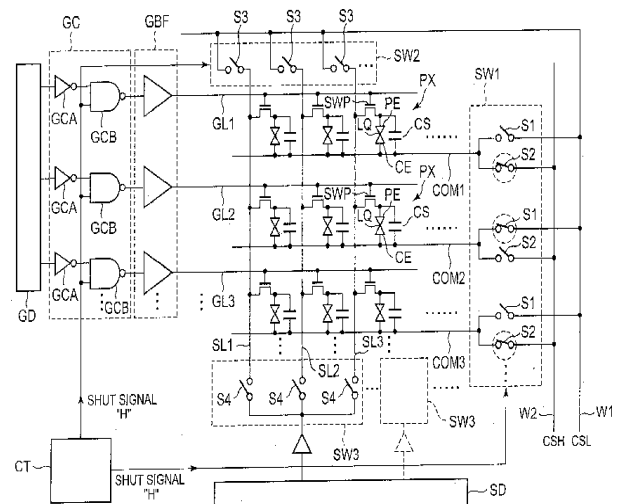 GC GBF S3 S3 S3 SW2
GCA GCB SWP PE PX SW1
GL1 LQ CS S1
CE COM1 S2
GCA GCB SWP PE PX
GL2 LQ CS S1
CE COM2 S2
GCA GCB
GD GL3 S1
SL1 SL2 SL3 COM3 S2
S4 S4 S4
SW3 SW3
W2 W1
CSH CSL
SHUT SIGNAL
"H"
CT
SHUT SIGNAL
"H"
SD